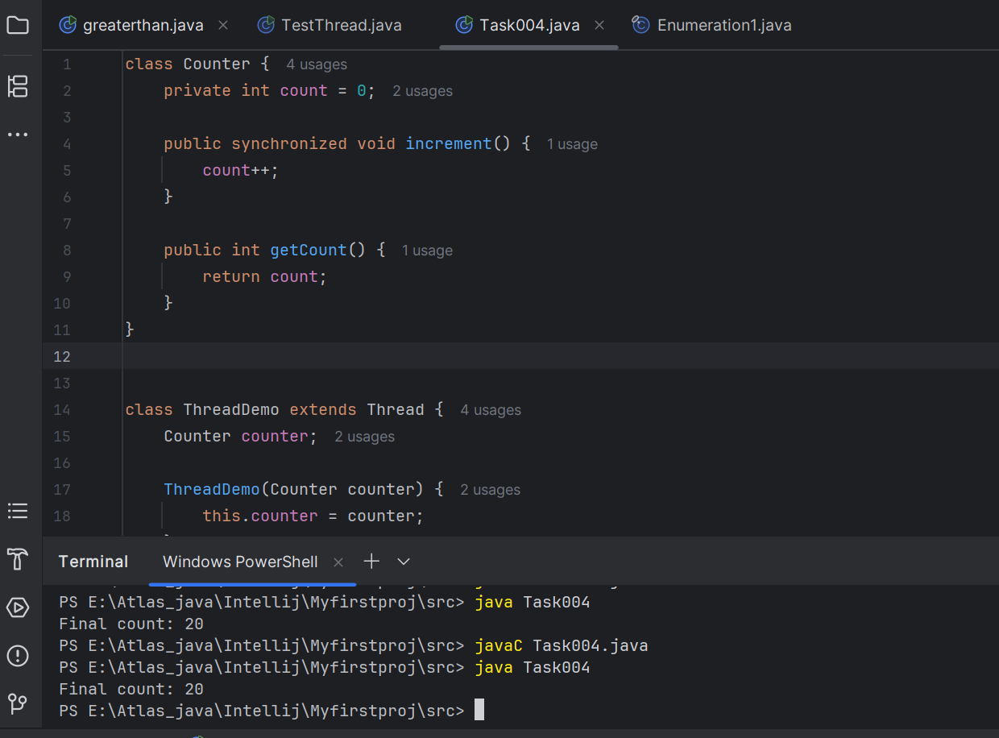 greaterthan.java TestThread.java Task004.java Enumeration1.java
1 class Counter { 4 usages
2 private int count = 0; 2 usages
3
4 public synchronized void increment() { 1 usage
5 count++;
6 }
7
8 public int getCount() { 1 usage
9 return count;
10 }
11 }
12
13
14 class ThreadDemo extends Thread { 4 usages
15 Counter counter; 2 usages
16
17 ThreadDemo(Counter counter) { 2 usages
18 this.counter = counter;
Terminal Windows PowerShell
PS E:\Atlas_java\Intellij\Myfirstproj\src> java Task004
Final count: 20
PS E:\Atlas_java\Intellij\Myfirstproj\src> javaC Task004.java
PS E:\Atlas_java\Intellij\Myfirstproj\src> java Task004
Final count: 20
PS E:\Atlas_java\Intellij\Myfirstproj\src>